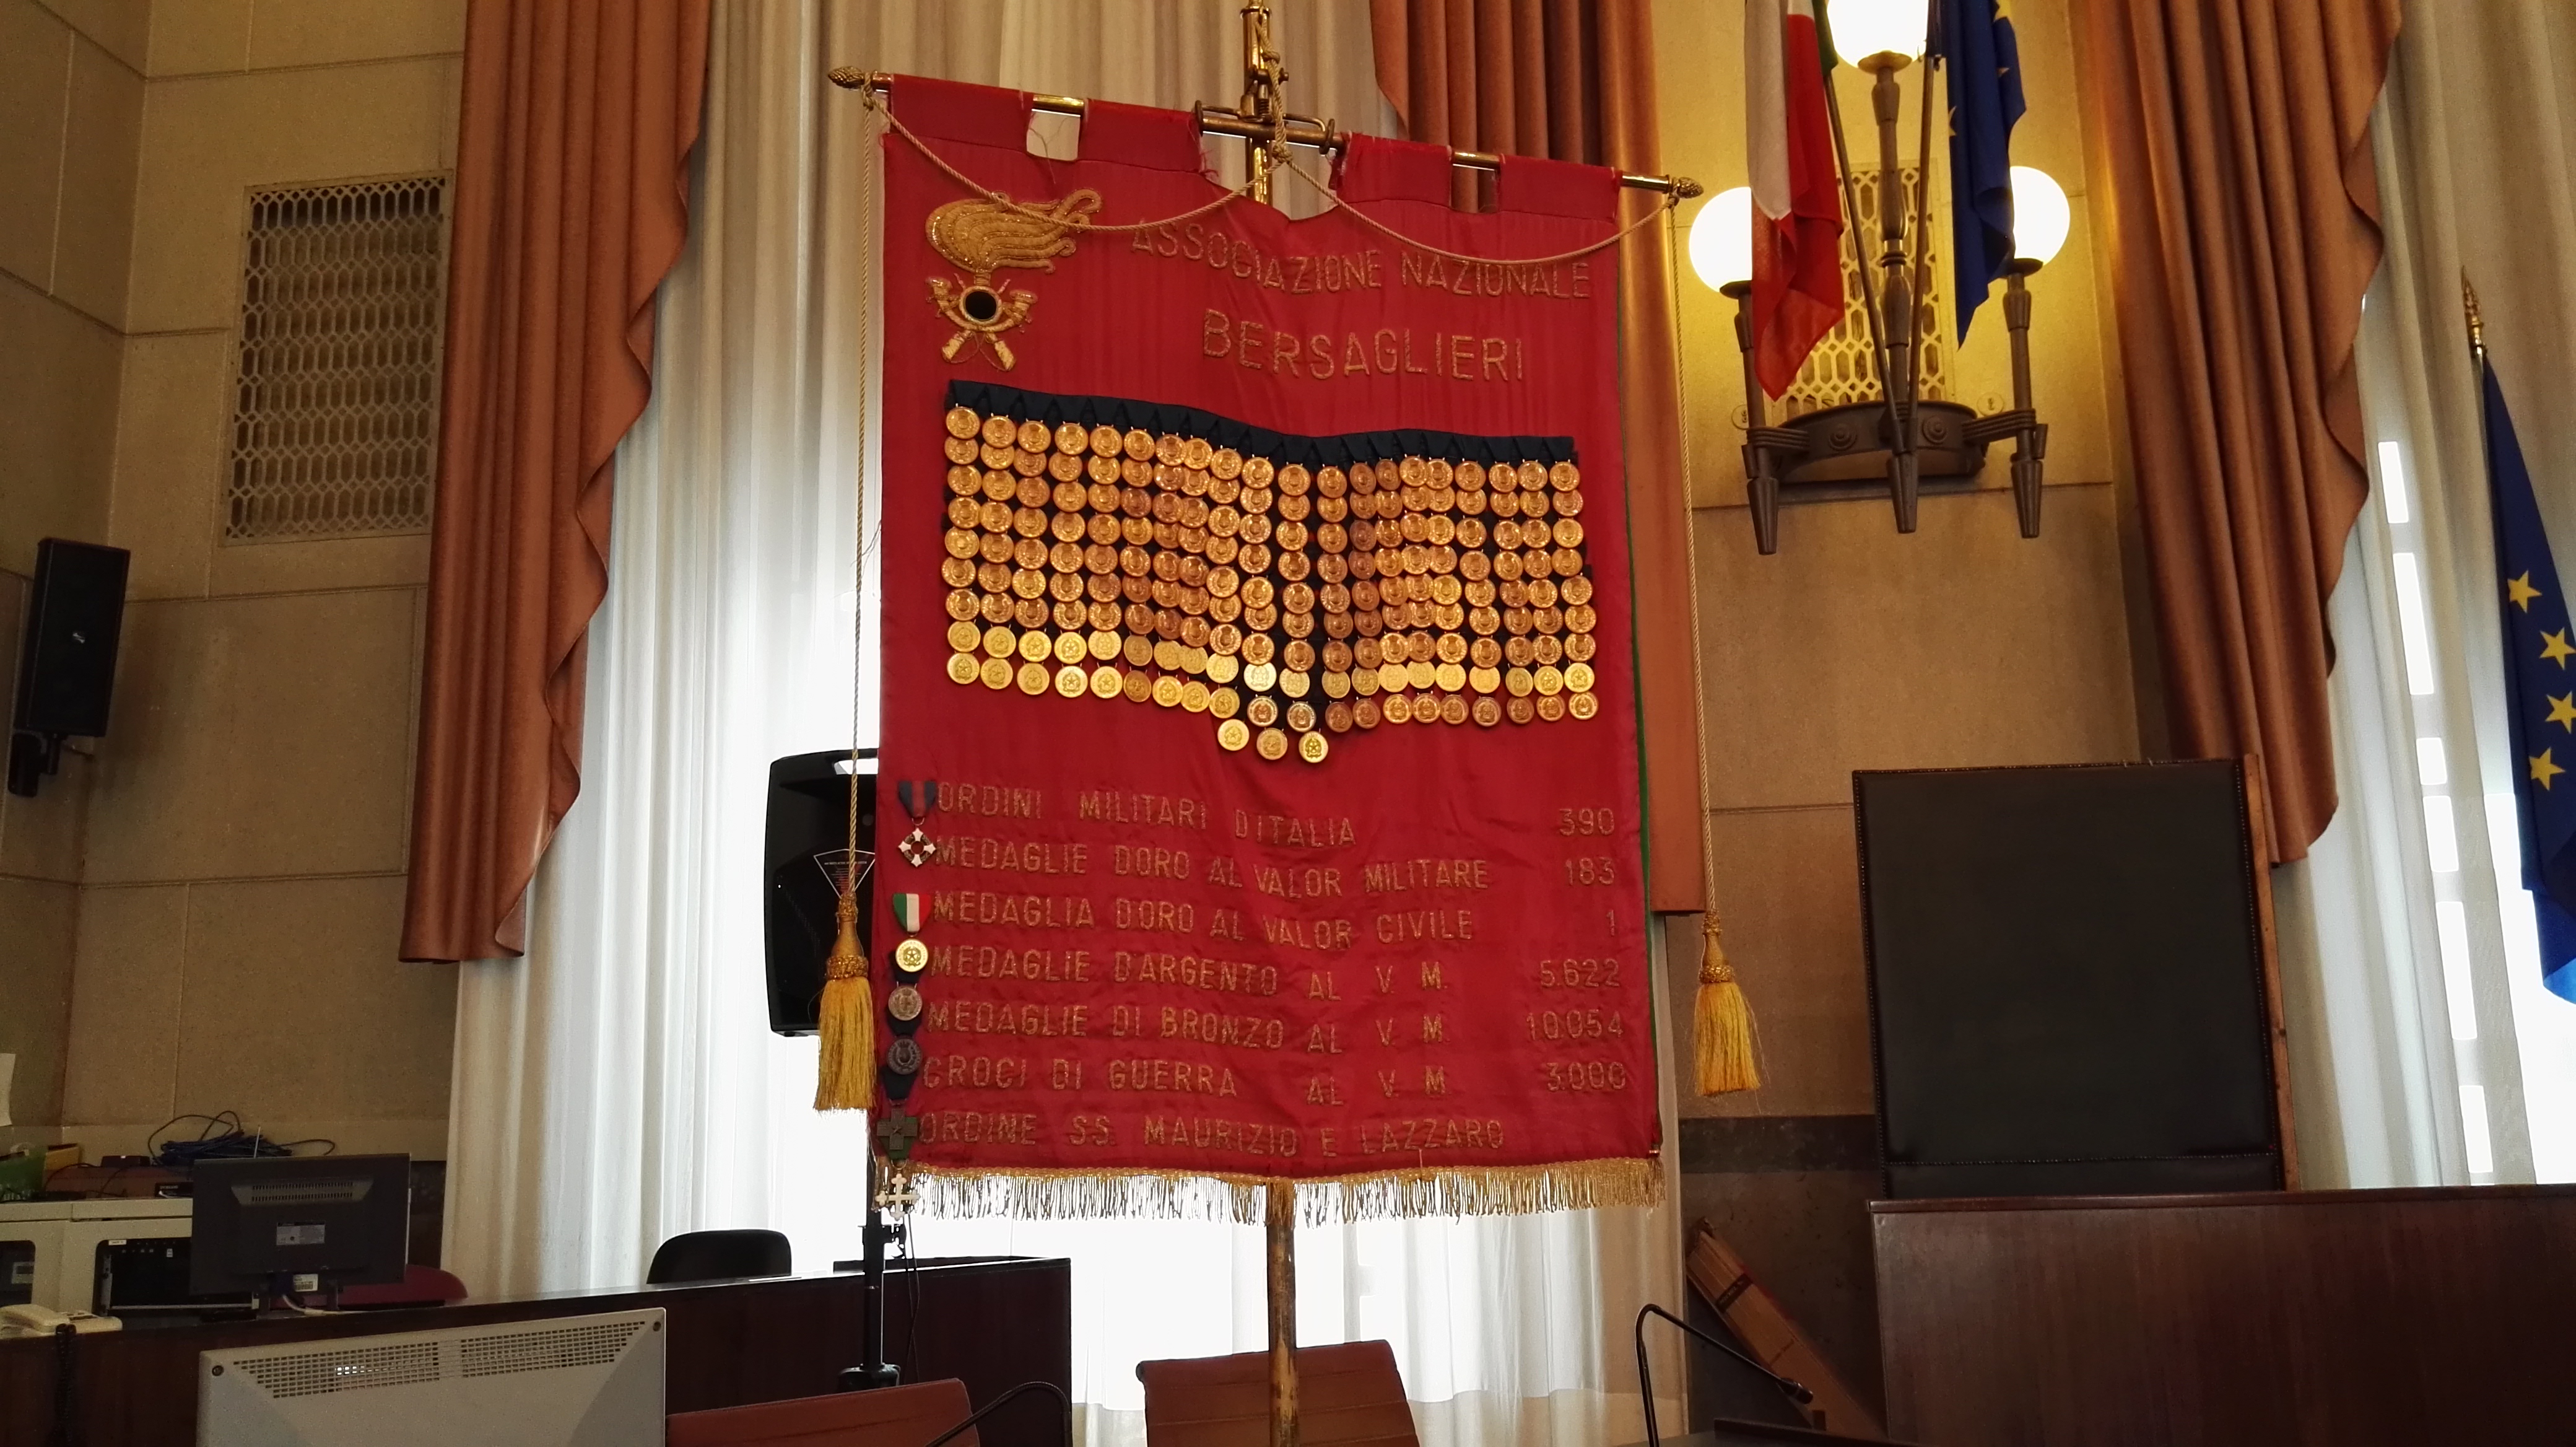 ASSOCIAZIONE NAZIONALE
BERSAGLIERI
ORDINI MILITARI D'ITALIA 390
MEDAGLIE D'ORO AL VALOR MILITARE 183
MEDAGLIA D'ORO AL VALOR CIVILE 1
MEDAGLIE D'ARGENTO AL V. M. 5.622
MEDAGLIE DI BRONZO AL V. M. 10.054
CROCI DI GUERRA AL V. M. 3.000
ORDINE SS. MAURIZIO E LAZZARO